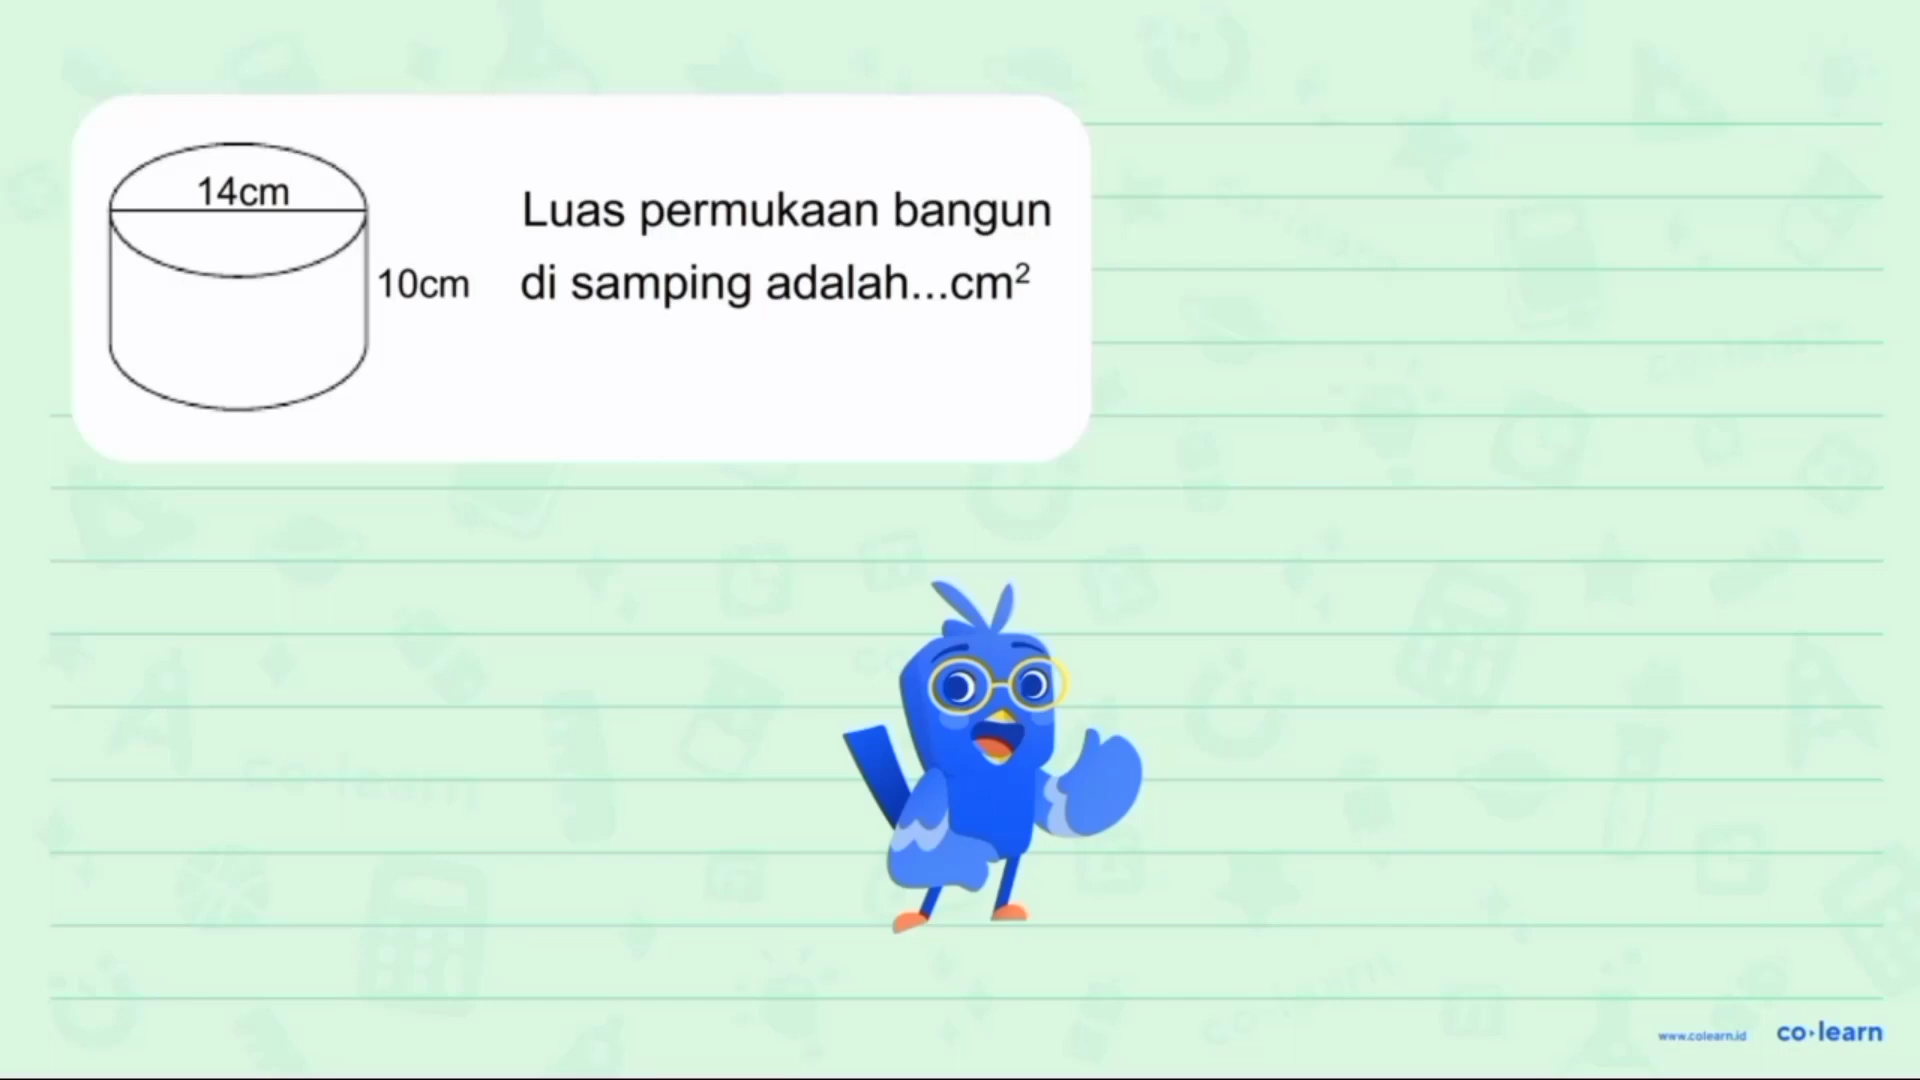 14cm
10cm
Luas permukaan bangun
di samping adalah...cm²
www.colearn.id
co·learn